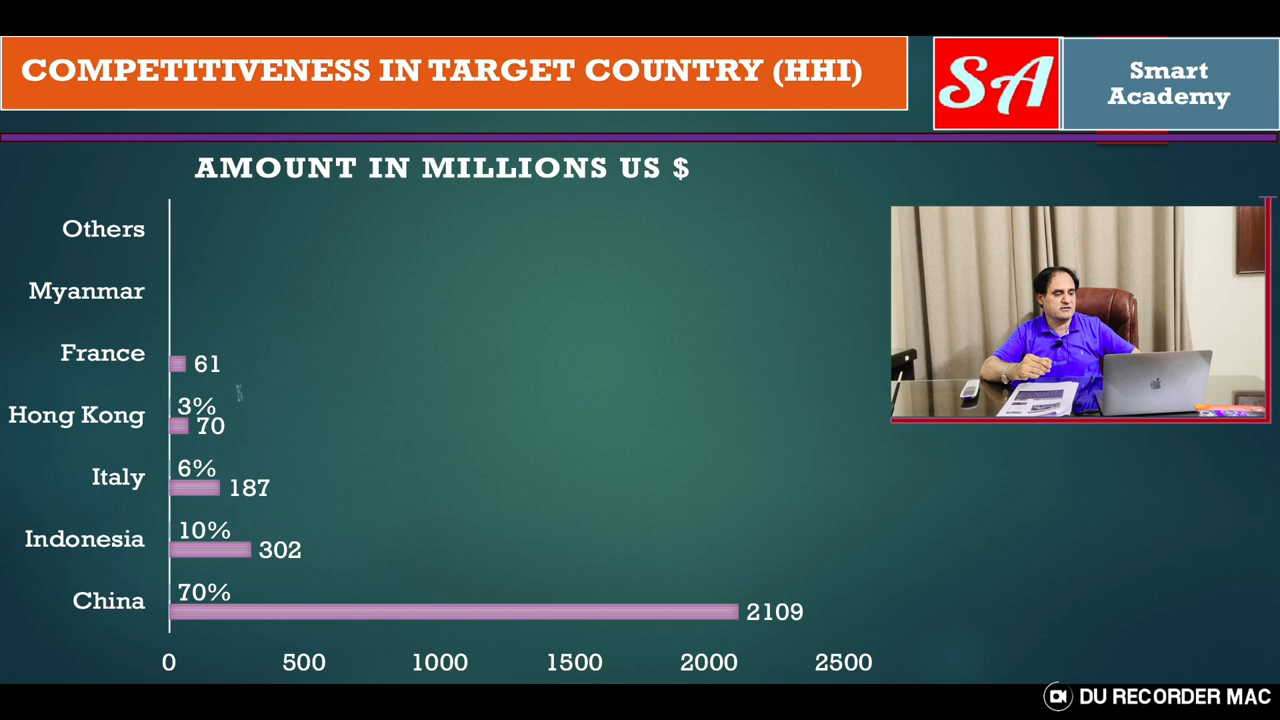 COMPETITIVENESS IN TARGET COUNTRY (HHI)
SA
Smart
Academy
AMOUNT IN MILLIONS US $
Others
Myanmar
France 61
3%
Hong Kong 70
6%
Italy 187
10%
Indonesia 302
70%
China 2109
0 500 1000 1500 2000 2500
DU RECORDER MAC